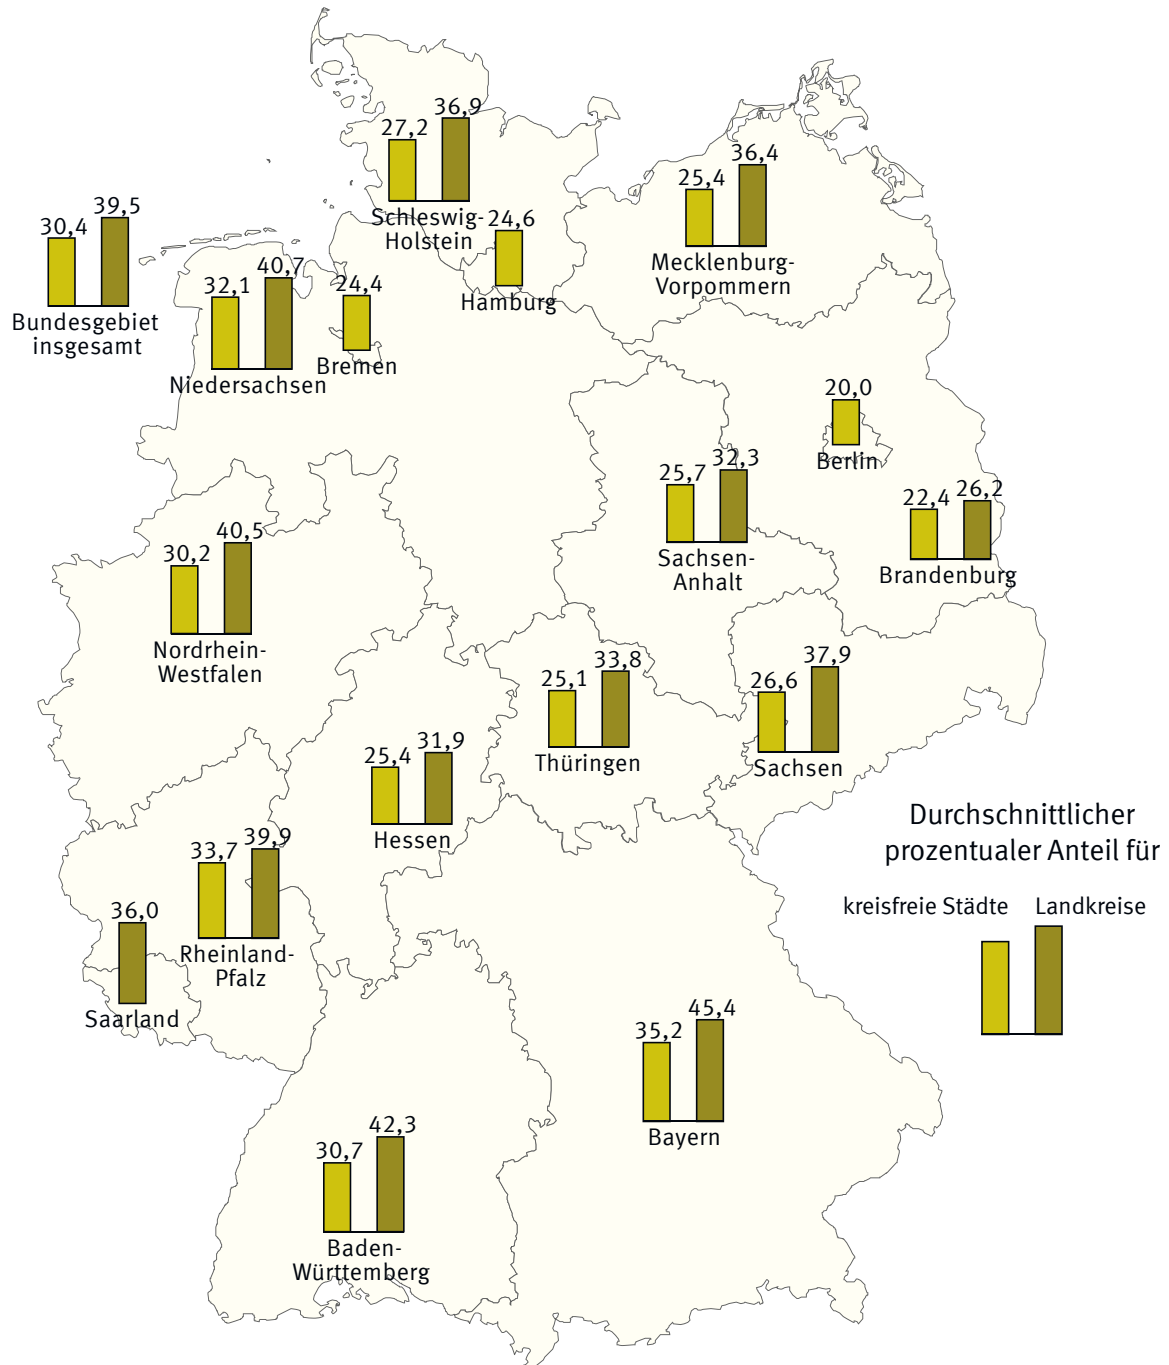 27,2
36,9
Schleswig-
Holstein
24,6
Hamburg
25,4
36,4
Mecklenburg-
Vorpommern
30,4
39,5
Bundesgebiet
insgesamt
32,1
40,7
Niedersachsen
24,4
Bremen
20,0
Berlin
25,7
32,3
Sachsen-
Anhalt
22,4
26,2
Brandenburg
30,2
40,5
Nordrhein-
Westfalen
25,1
33,8
Thüringen
26,6
37,9
Sachsen
25,4
31,9
Hessen
33,7
39,9
Rheinland-
Pfalz
36,0
Saarland
Durchschnittlicher
prozentualer Anteil für
kreisfreie Städte
Landkreise
35,2
45,4
Bayern
30,7
42,3
Baden-
Württemberg